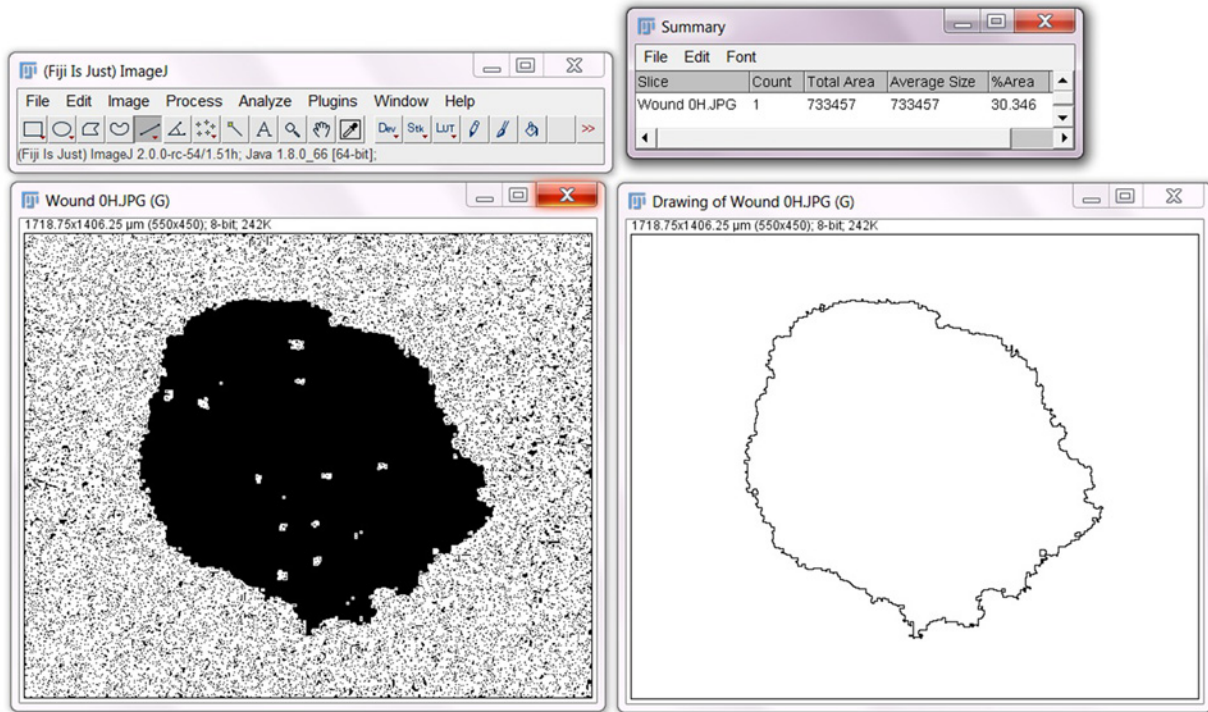 (Fiji Is Just) ImageJ
File Edit Image Process Analyze Plugins Window Help
Dev Stk LUT >>
(Fiji Is Just) ImageJ 2.0.0-rc-54/1.51h; Java 1.8.0_66 [64-bit];
Summary
File Edit Font
Slice Count Total Area Average Size %Area
Wound 0H.JPG 1 733457 733457 30.346
Wound 0H.JPG (G)
1718.75x1406.25 µm (550x450); 8-bit; 242K
Drawing of Wound 0H.JPG (G)
1718.75x1406.25 µm (550x450); 8-bit; 242K